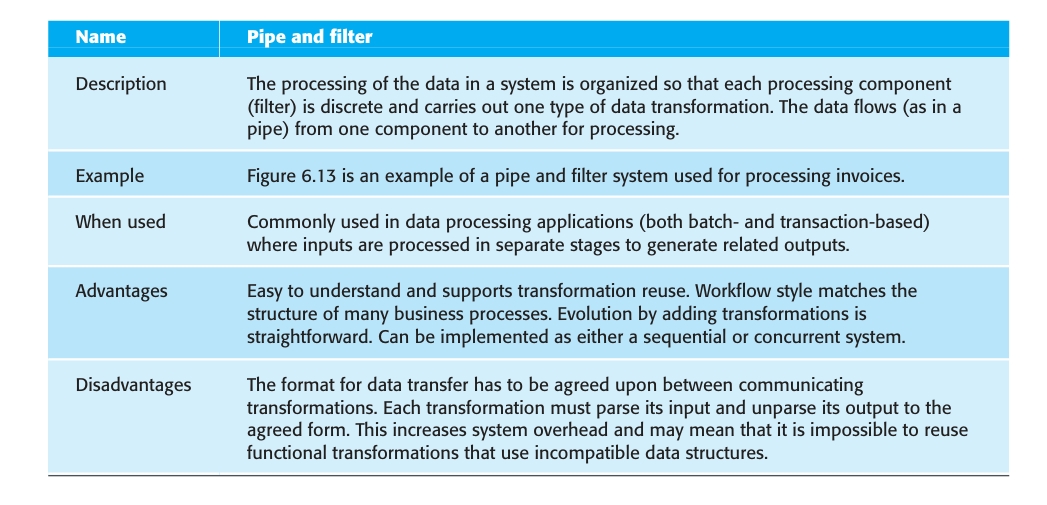 Name Pipe and filter
Description The processing of the data in a system is organized so that each processing component
(filter) is discrete and carries out one type of data transformation. The data flows (as in a
pipe) from one component to another for processing.
Example Figure 6.13 is an example of a pipe and filter system used for processing invoices.
When used Commonly used in data processing applications (both batch- and transaction-based)
where inputs are processed in separate stages to generate related outputs.
Advantages Easy to understand and supports transformation reuse. Workflow style matches the
structure of many business processes. Evolution by adding transformations is
straightforward. Can be implemented as either a sequential or concurrent system.
Disadvantages The format for data transfer has to be agreed upon between communicating
transformations. Each transformation must parse its input and unparse its output to the
agreed form. This increases system overhead and may mean that it is impossible to reuse
functional transformations that use incompatible data structures.